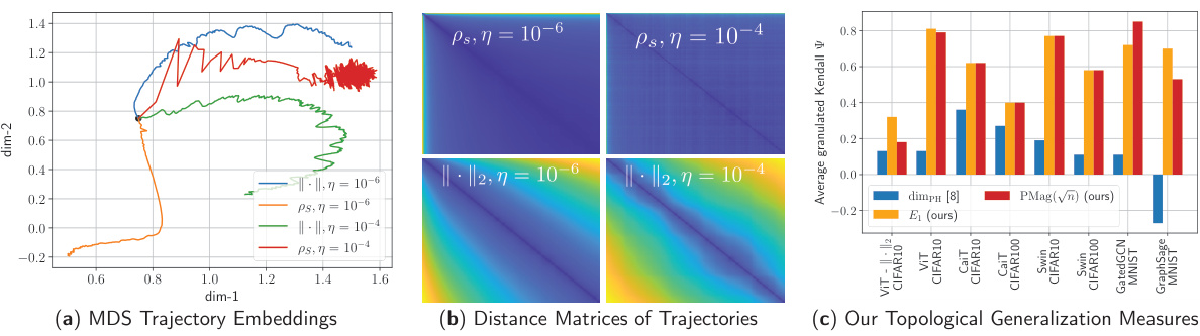 1.4
1.2
1.0
0.8
0.6
0.4
0.2
0.0
−0.2
dim-2
0.6 0.8 1.0 1.2 1.4 1.6
dim-1
∥ · ∥, η = 10⁻⁶
ρ_S, η = 10⁻⁶
∥ · ∥, η = 10⁻⁴
ρ_S, η = 10⁻⁴
(a) MDS Trajectory Embeddings
ρ_s, η = 10⁻⁶
ρ_s, η = 10⁻⁴
∥ · ∥₂, η = 10⁻⁶
∥ · ∥₂, η = 10⁻⁴
(b) Distance Matrices of Trajectories
Average granulated Kendall Ψ
0.8
0.6
0.4
0.2
0.0
−0.2
dim_PH [8]
E₁ (ours)
PMag(√n) (ours)
ViT - ∥ · ∥₂
CIFAR10
ViT
CIFAR10
CaiT
CIFAR10
CaiT
CIFAR100
Swin
CIFAR10
Swin
CIFAR100
GatedGCN
MNIST
GraphSage
MNIST
(c) Our Topological Generalization Measures